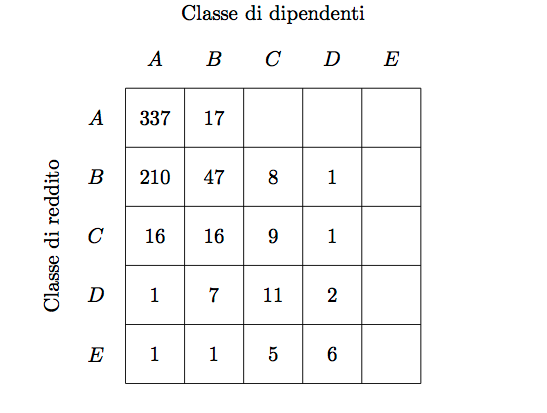 Classe di dipendenti
A B C D E
A 337 17
B 210 47 8 1
C 16 16 9 1
D 1 7 11 2
E 1 1 5 6
Classe di reddito